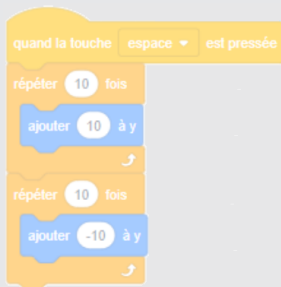 quand la touche espace est pressée
répéter 10 fois
ajouter 10 à y
répéter 10 fois
ajouter -10 à y